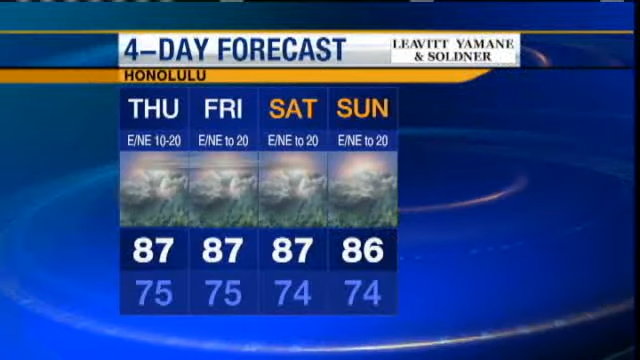 4-DAY FORECAST
LEAVITT YAMANE
& SOLDNER
HONOLULU
THU FRI SAT SUN
E/NE 10-20 E/NE to 20 E/NE to 20 E/NE to 20
87 87 87 86
75 75 74 74